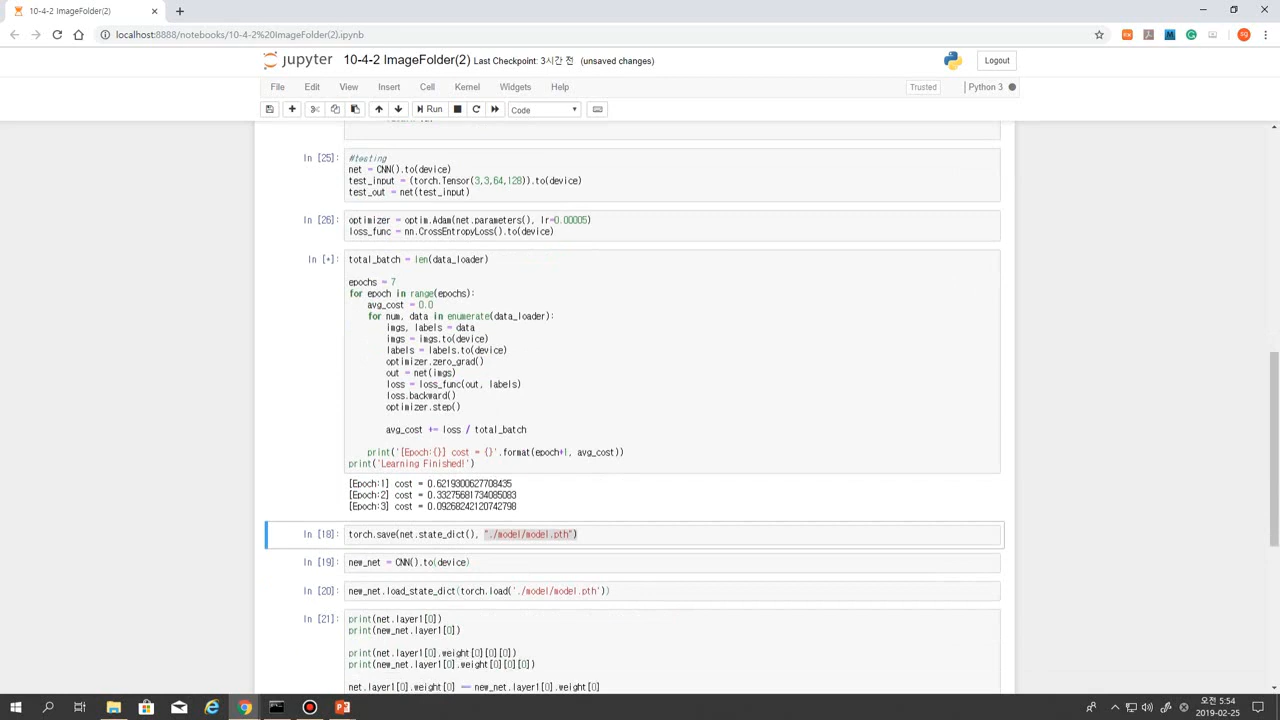 10-4-2 ImageFolder(2)
localhost:8888/notebooks/10-4-2%20ImageFolder(2).ipynb
jupyter 10-4-2 ImageFolder(2) Last Checkpoint: 3시간 전 (unsaved changes)
Logout
File Edit View Insert Cell Kernel Widgets Help
Trusted Python 3
Run Code
In [25]: #testing
net = CNN().to(device)
test_input = (torch.Tensor(3,3,64,128)).to(device)
test_out = net(test_input)
In [26]: optimizer = optim.Adam(net.parameters(), lr=0.00005)
loss_func = nn.CrossEntropyLoss().to(device)
In [*]: total_batch = len(data_loader)
epochs = 7
for epoch in range(epochs):
avg_cost = 0.0
for num, data in enumerate(data_loader):
imgs, labels = data
imgs = imgs.to(device)
labels = labels.to(device)
optimizer.zero_grad()
out = net(imgs)
loss = loss_func(out, labels)
loss.backward()
optimizer.step()
avg_cost += loss / total_batch
print('[Epoch:{}] cost = {}'.format(epoch+1, avg_cost))
print('Learning Finished!')
[Epoch:1] cost = 0.6219300627708435
[Epoch:2] cost = 0.33275681734085083
[Epoch:3] cost = 0.09268242120742798
In [18]: torch.save(net.state_dict(), "./model/model.pth")
In [19]: new_net = CNN().to(device)
In [20]: new_net.load_state_dict(torch.load('./model/model.pth'))
In [21]: print(net.layer1[0])
print(new_net.layer1[0])
print(net.layer1[0].weight[0][0][0])
print(new_net.layer1[0].weight[0][0][0])
net.layer1[0].weight[0] == new_net.layer1[0].weight[0]
오전 5:54
2019-02-25